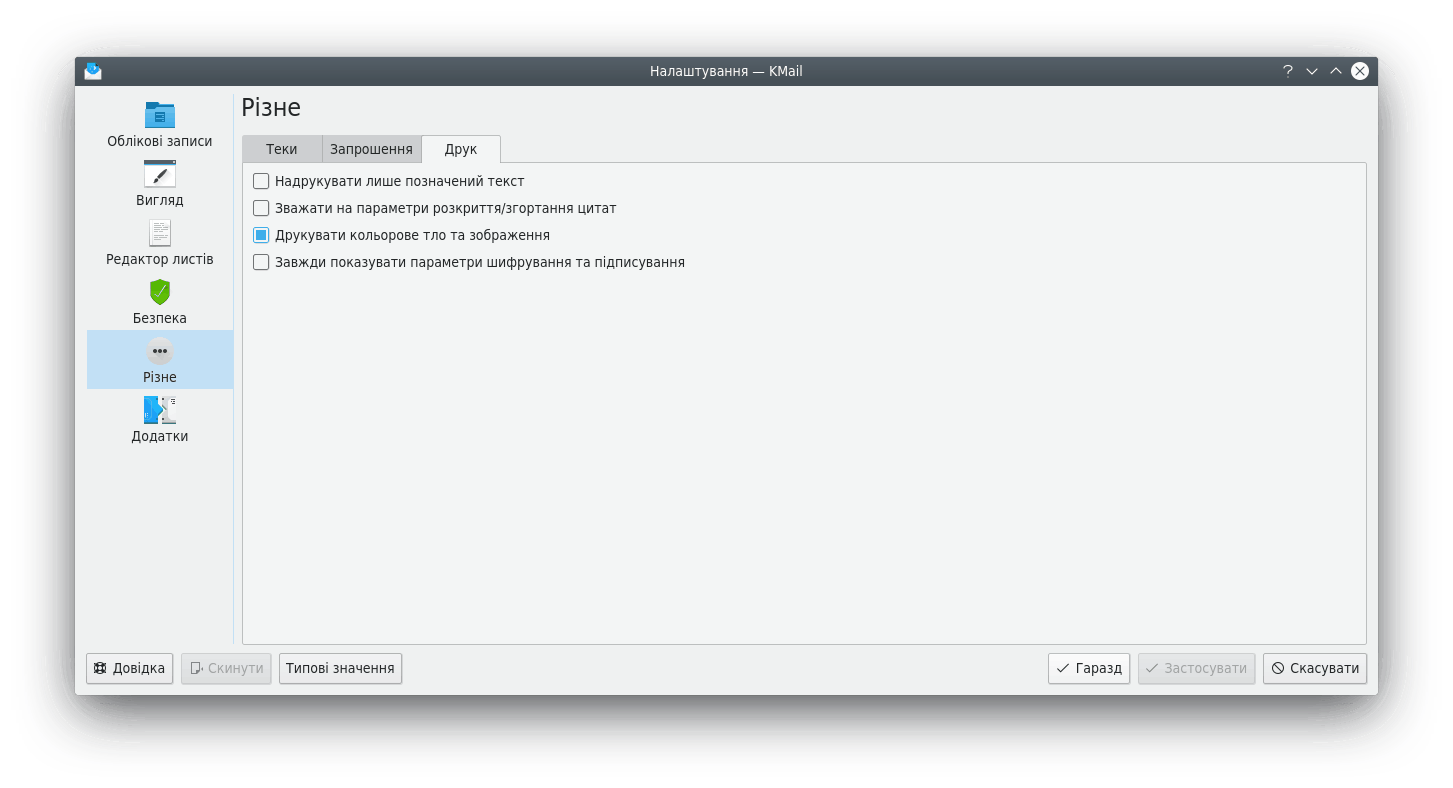 Налаштування — KMail
Облікові записи
Вигляд
Редактор листів
Безпека
Різне
Додатки
Різне
Теки
Запрошення
Друк
Надрукувати лише позначений текст
Зважати на параметри розкриття/згортання цитат
Друкувати кольорове тло та зображення
Завжди показувати параметри шифрування та підписування
Довідка
Скинути
Типові значення
Гаразд
Застосувати
Скасувати